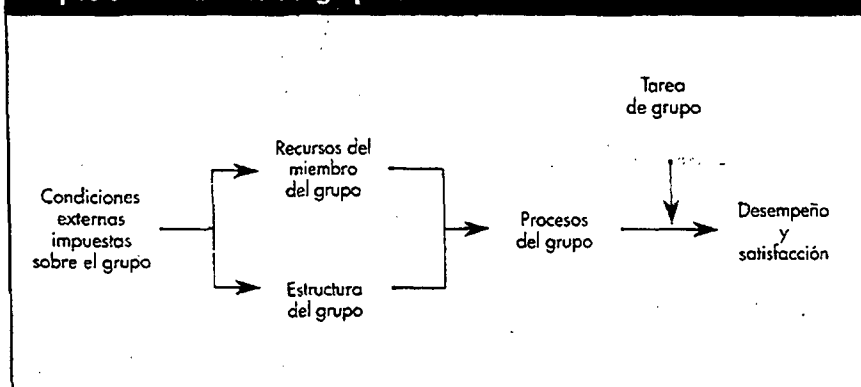 Tarea
de grupo
Recursos del
miembro
del grupo
Condiciones
externas
impuestas
sobre el grupo
Procesos
del grupo
Desempeño
y
satisfacción
Estructura
del grupo